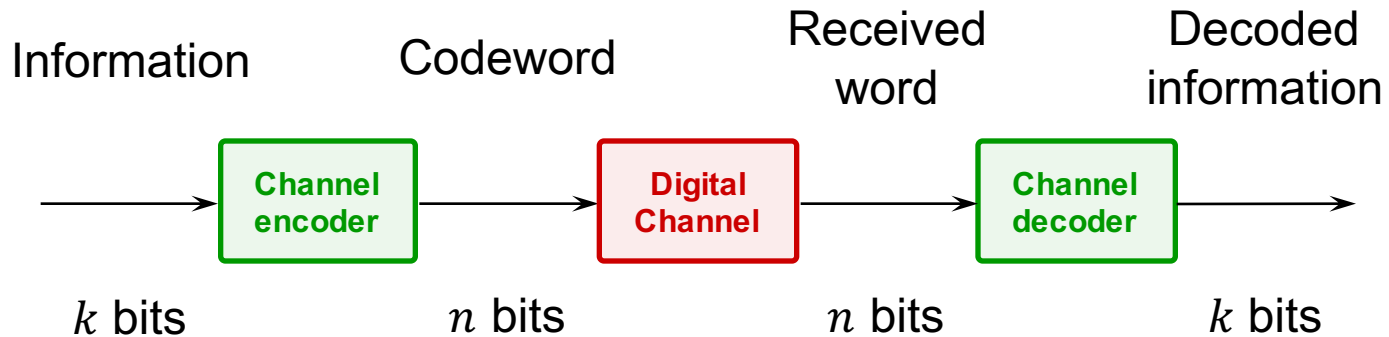 Information
Codeword
Received
word
Decoded
information
Channel
encoder
Digital
Channel
Channel
decoder
k bits
n bits
n bits
k bits